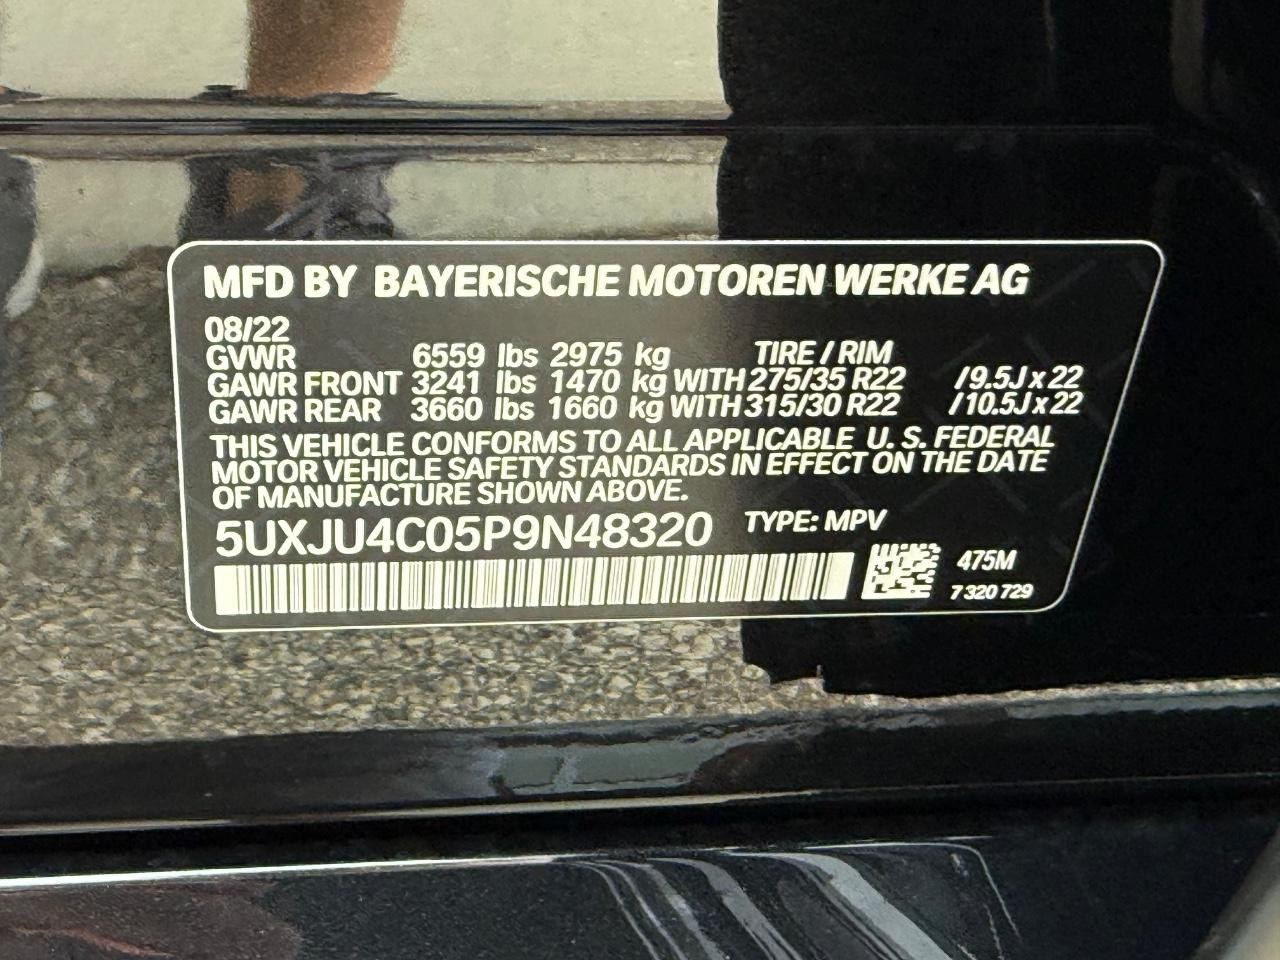 MFD BY BAYERISCHE MOTOREN WERKE AG
08/22
GVWR 6559 lbs 2975 kg TIRE / RIM
GAWR FRONT 3241 lbs 1470 kg WITH 275/35 R22 /9.5J x 22
GAWR REAR 3660 lbs 1660 kg WITH 315/30 R22 /10.5J x 22
THIS VEHICLE CONFORMS TO ALL APPLICABLE U. S. FEDERAL
MOTOR VEHICLE SAFETY STANDARDS IN EFFECT ON THE DATE
OF MANUFACTURE SHOWN ABOVE.
5UXJU4C05P9N48320 TYPE: MPV
475M
7 320 729